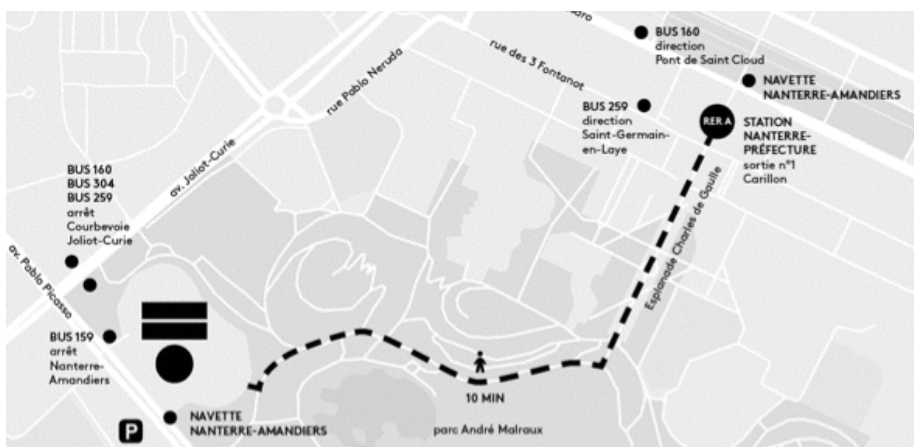 BUS 160
direction
Pont de Saint Cloud
rue des 3 Fontanot
NAVETTE
NANTERRE-AMANDIERS
rue Pablo Neruda
BUS 259
direction
Saint-Germain-
en-Laye
RER A
STATION
NANTERRE-
PRÉFECTURE
sortie n°1
Carillon
av. Joliot-Curie
BUS 160
BUS 304
BUS 259
arrêt
Courbevoie
Joliot-Curie
Esplanade Charles de Gaulle
av. Pablo Picasso
BUS 159
arrêt
Nanterre-
Amandiers
10 MIN
NAVETTE
NANTERRE-AMANDIERS
P
parc André Malraux